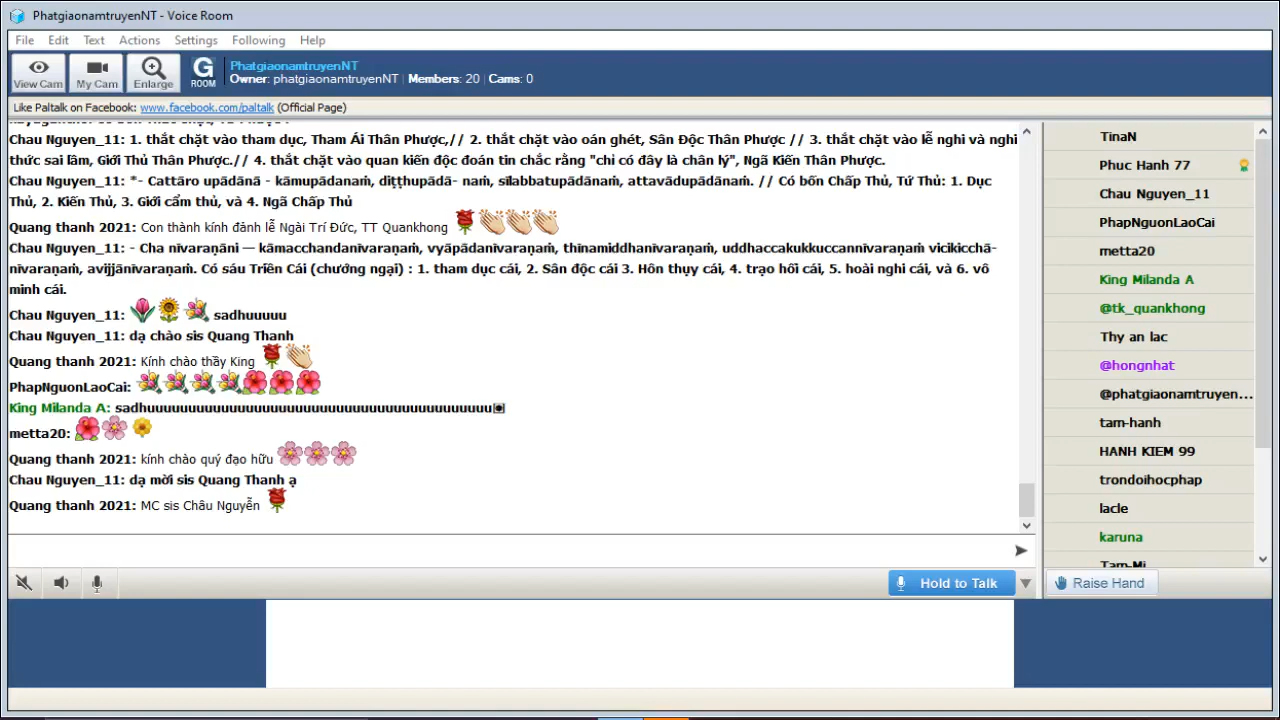 PhatgiaonamtruyenNT - Voice Room
File Edit Text Actions Settings Following Help
View Cam My Cam Enlarge G ROOM
PhatgiaonamtruyenNT
Owner: phatgiaonamtruyenNT | Members: 20 | Cams: 0
Like Paltalk on Facebook: www.facebook.com/paltalk (Official Page)
Chau Nguyen_11: 1. thắt chặt vào tham dục, Tham Ái Thân Phược,// 2. thắt chặt vào oán ghét, Sân Độc Thân Phược // 3. thắt chặt vào lễ nghi và nghi
thức sai lầm, Giới Thủ Thân Phược.// 4. thắt chặt vào quan kiến độc đoán tin chắc rằng "chỉ có đây là chân lý", Ngã Kiến Thân Phược.
Chau Nguyen_11: *- Cattāro upādānā - kāmupādanaṁ, diṭṭhupādā- naṁ, sīlabbatupādānaṁ, attavādupādānaṁ. // Có bốn Chấp Thủ, Tứ Thủ: 1. Dục
Thủ, 2. Kiến Thủ, 3. Giới cẩm thủ, và 4. Ngã Chấp Thủ
Quang thanh 2021: Con thành kính đảnh lễ Ngài Trí Đức, TT Quankhong
Chau Nguyen_11: - Cha nīvaraṇāni — kāmacchandanīvaraṇaṁ, vyāpādanīvaraṇaṁ, thīnamiddhanīvaraṇaṁ, uddhaccakukkuccannīvaraṇaṁ vicikicchā-
nīvaraṇaṁ, avijjānīvaraṇaṁ. Có sáu Triền Cái (chướng ngại) : 1. tham dục cái, 2. Sân độc cái 3. Hôn thụy cái, 4. trạo hối cái, 5. hoài nghi cái, và 6. vô
minh cái.
Chau Nguyen_11: sadhuuuuu
Chau Nguyen_11: dạ chào sis Quang Thanh
Quang thanh 2021: Kính chào thầy King
PhapNguonLaoCai:
King Milanda A: sadhuuuuuuuuuuuuuuuuuuuuuuuuuuuuuuuuuuuuuuuuuu
metta20:
Quang thanh 2021: kính chào quý đạo hữu
Chau Nguyen_11: dạ mời sis Quang Thanh ạ
Quang thanh 2021: MC sis Châu Nguyễn
TinaN
Phuc Hanh 77
Chau Nguyen_11
PhapNguonLaoCai
metta20
King Milanda A
@tk_quankhong
Thy an lac
@hongnhat
@phatgiaonamtruyen...
tam-hanh
HANH KIEM 99
trondoihocphap
lacle
karuna
Tam-Mi
Hold to Talk
Raise Hand